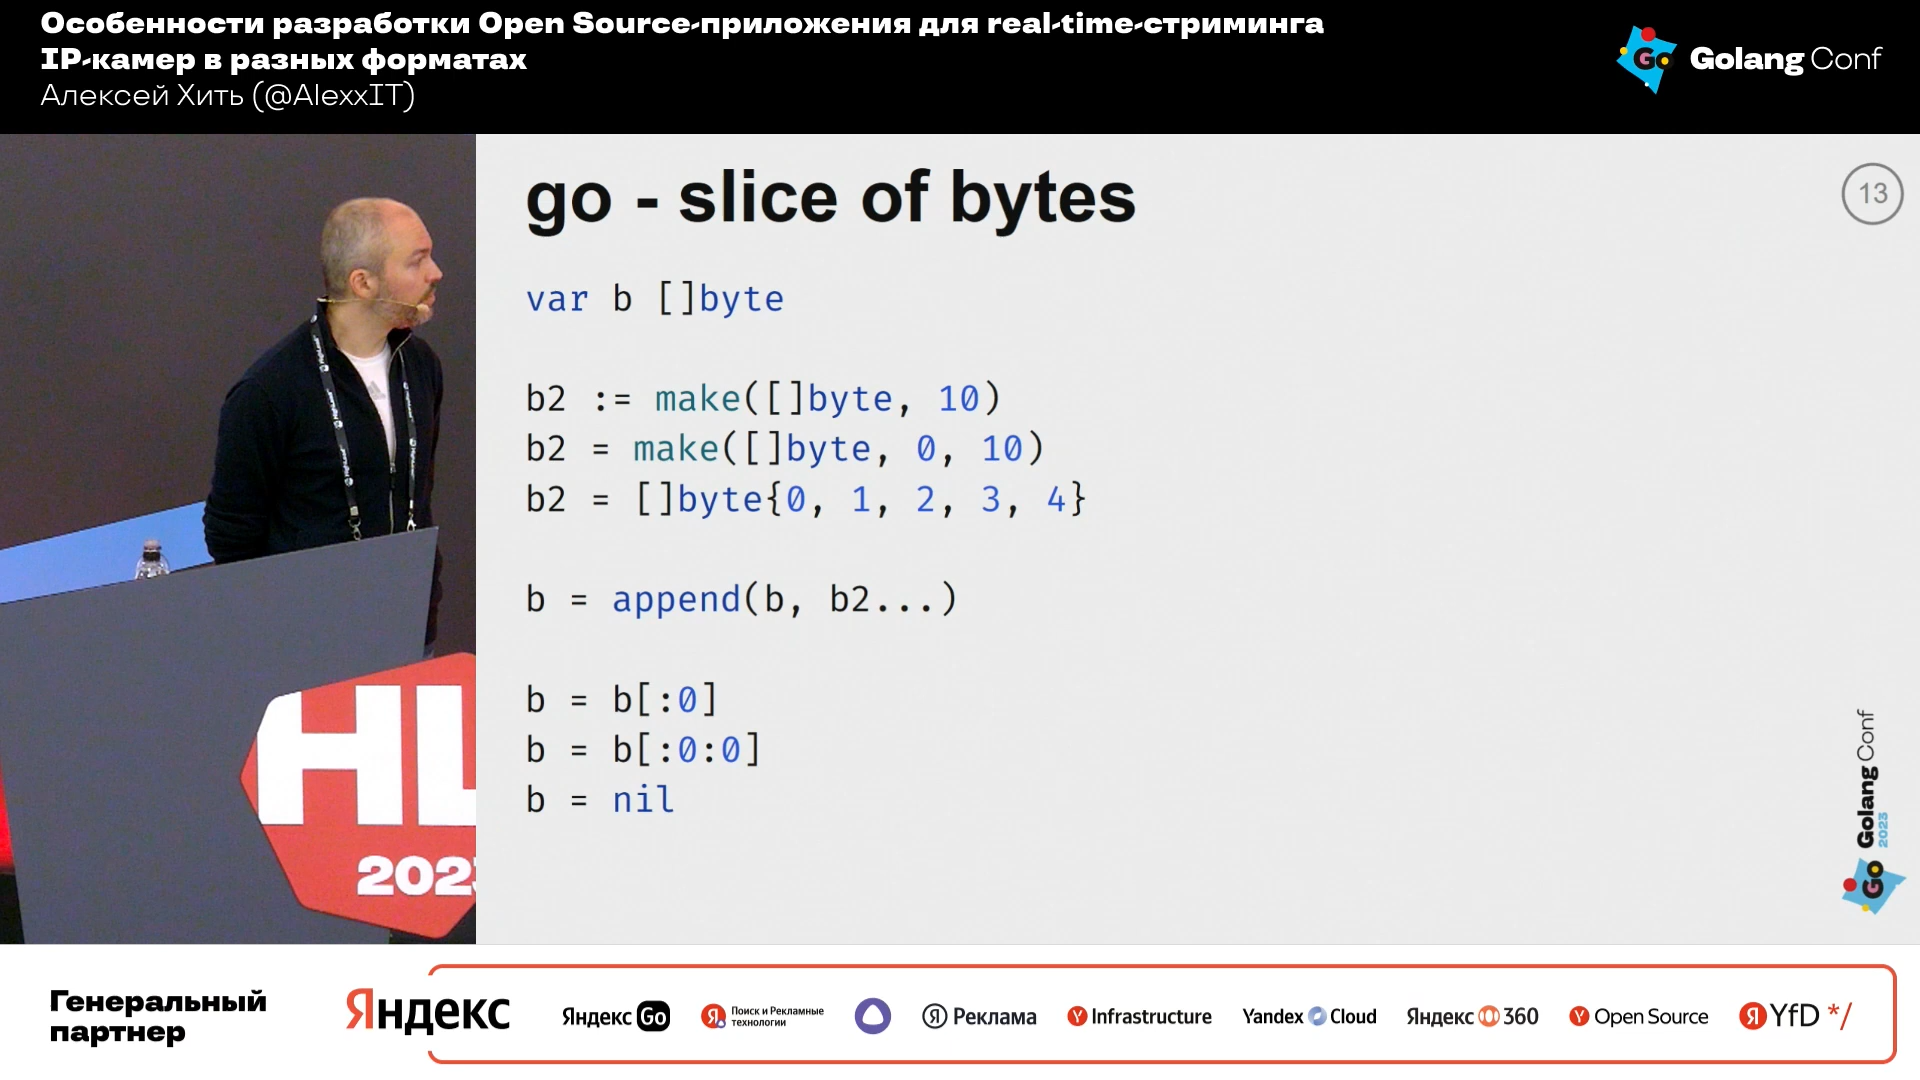 Особенности разработки Open Source-приложения для real-time-стриминга
IP-камер в разных форматах
Алексей Хить (@AlexxIT)
Go
Golang Conf
go - slice of bytes
13
var b []byte
b2 := make([]byte, 10)
b2 = make([]byte, 0, 10)
b2 = []byte{0, 1, 2, 3, 4}
b = append(b, b2...)
b = b[:0]
b = b[:0:0]
b = nil
HL
2023
Go Golang Conf
2023
Генеральный
партнер
Яндекс
Яндекс Go
Я Поиск и Рекламные
технологии
Я Реклама
Y Infrastructure
Yandex Cloud
Яндекс 360
Y Open Source
Я YfD */